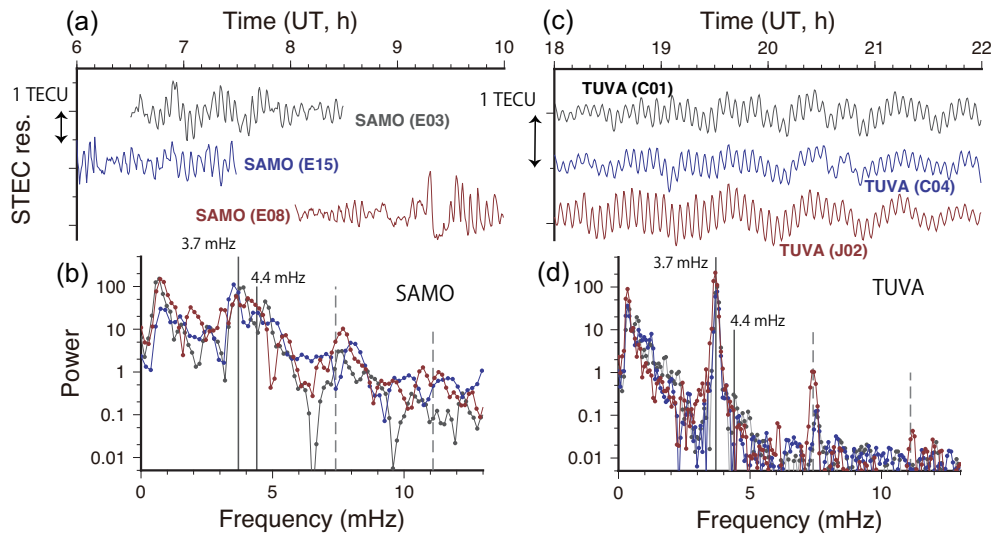 (a)
Time (UT, h)
6 7 8 9 10
STEC res.
1 TECU
SAMO (E03)
SAMO (E15)
SAMO (E08)
(c)
Time (UT, h)
18 19 20 21 22
1 TECU
TUVA (C01)
TUVA (C04)
TUVA (J02)
(b)
3.7 mHz
4.4 mHz
SAMO
Power
100
10
1
0.1
0.01
0 5 10
Frequency (mHz)
(d)
3.7 mHz
4.4 mHz
TUVA
100
10
1
0.1
0.01
0 5 10
Frequency (mHz)